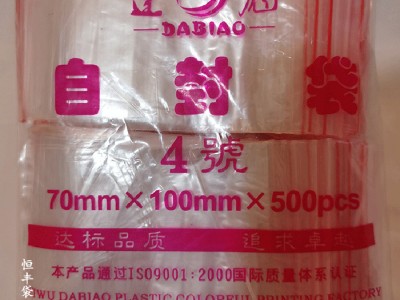 —DABIAO—
自封袋
4號
70mm×100mm×500pcs
达标品质 追求卓越
本产品通过ISO9001:2000国际质量体系认证
YIWU DABIAO PLASTIC COLORFUL PRINTING FACTORY
恒丰袋